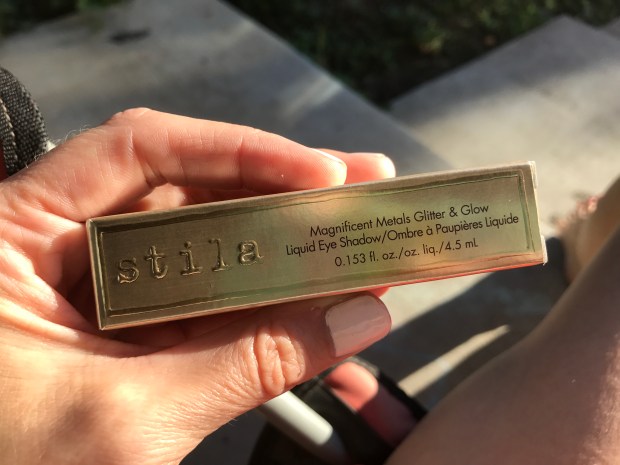 stila
Magnificent Metals Glitter & Glow
Liquid Eye Shadow/Ombre à Paupières Liquide
0.153 fl. oz./oz. liq./4.5 mL